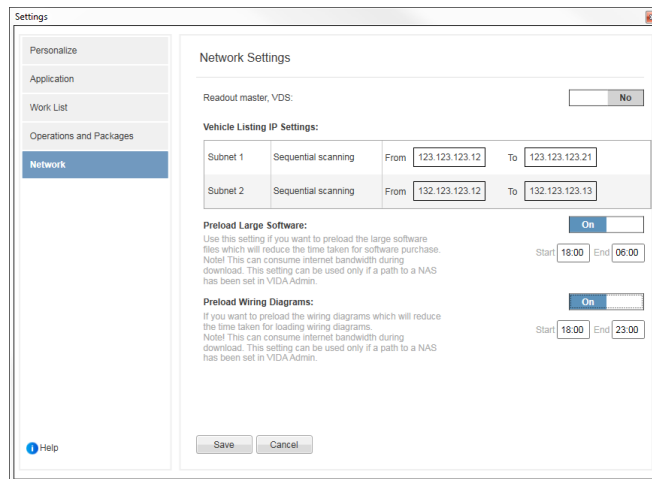 Settings
Personalize
Application
Work List
Operations and Packages
Network
Network Settings
Readout master, VDS: No
Vehicle Listing IP Settings:
Subnet 1 Sequential scanning From 123.123.123.12 To 123.123.123.21
Subnet 2 Sequential scanning From 132.123.123.12 To 132.123.123.13
Preload Large Software: On
Use this setting if you want to preload the large software
files which will reduce the time taken for software purchase.
Note! This can consume internet bandwidth during
download. This setting can be used only if a path to a NAS
has been set in VIDA Admin.
Start 18:00 End 06:00
Preload Wiring Diagrams: On
If you want to preload the wiring diagrams which will reduce
the time taken for loading wiring diagrams.
Note! This can consume internet bandwidth during
download. This setting can be used only if a path to a NAS
has been set in VIDA Admin.
Start 18:00 End 23:00
Help
Save Cancel